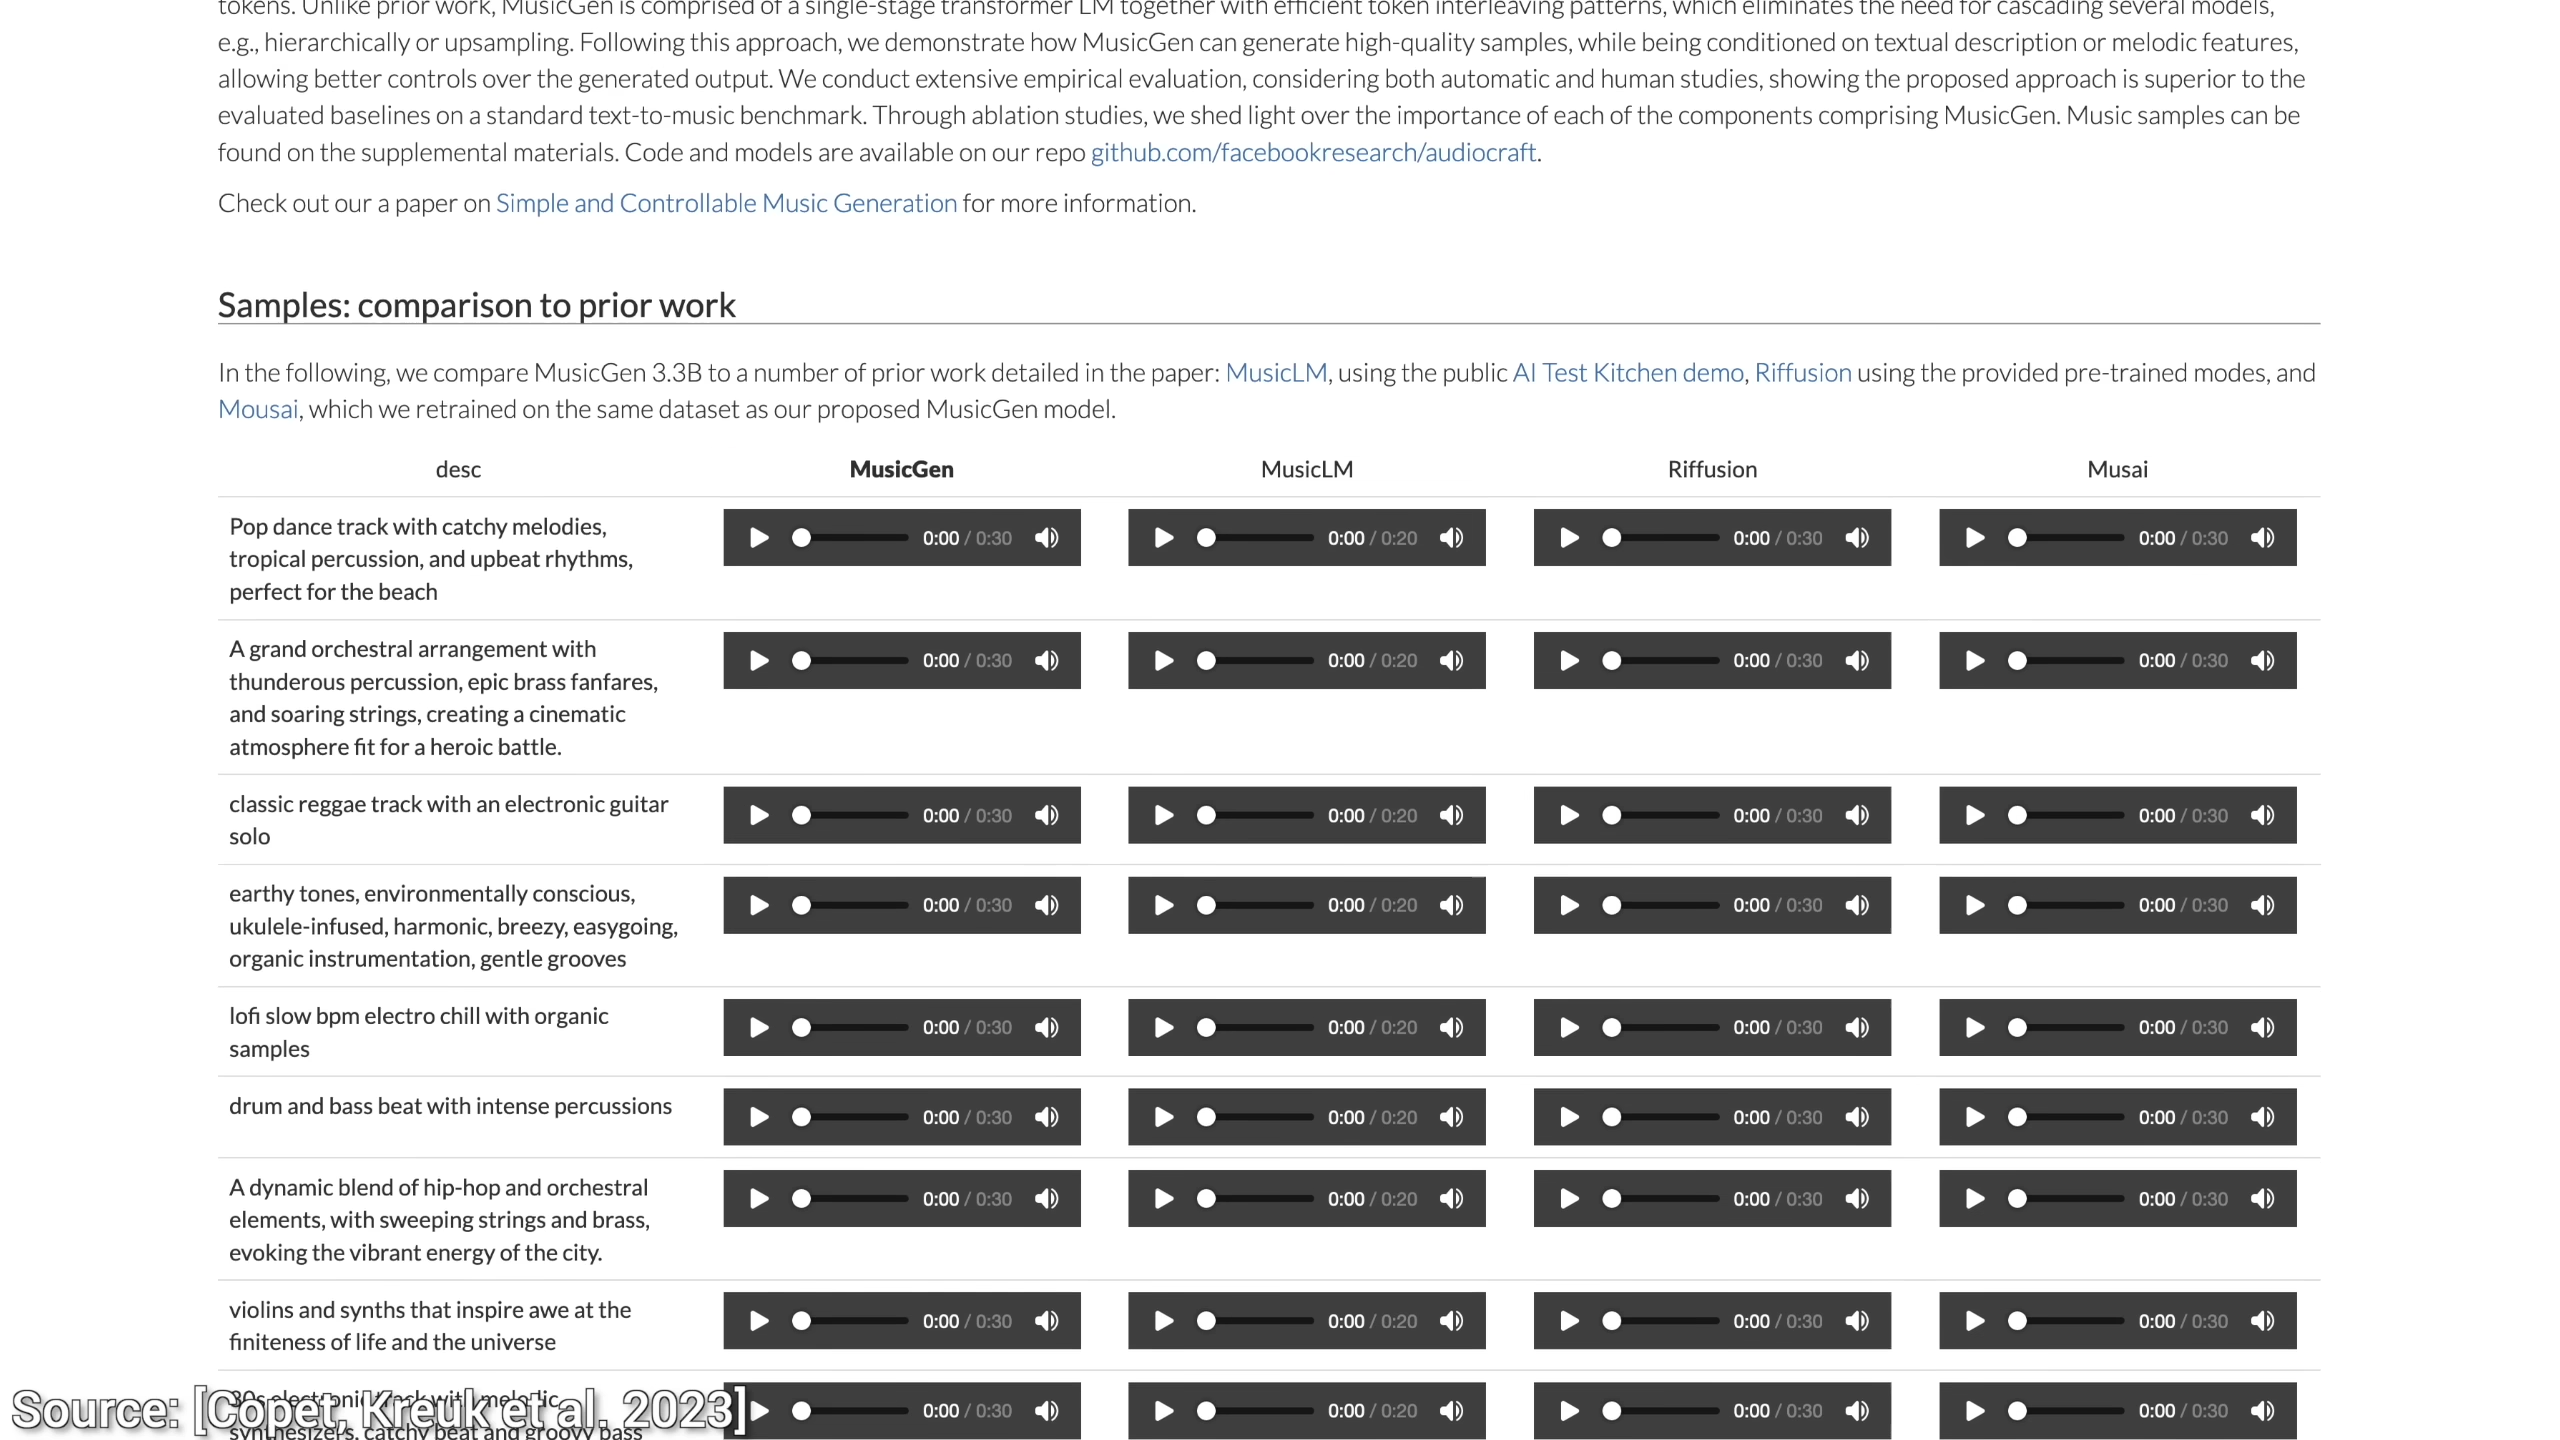 tokens. Unlike prior work, MusicGen is comprised of a single-stage transformer LM together with efficient token interleaving patterns, which eliminates the need for cascading several models,
e.g., hierarchically or upsampling. Following this approach, we demonstrate how MusicGen can generate high-quality samples, while being conditioned on textual description or melodic features,
allowing better controls over the generated output. We conduct extensive empirical evaluation, considering both automatic and human studies, showing the proposed approach is superior to the
evaluated baselines on a standard text-to-music benchmark. Through ablation studies, we shed light over the importance of each of the components comprising MusicGen. Music samples can be
found on the supplemental materials. Code and models are available on our repo github.com/facebookresearch/audiocraft.
Check out our a paper on Simple and Controllable Music Generation for more information.
Samples: comparison to prior work
In the following, we compare MusicGen 3.3B to a number of prior work detailed in the paper: MusicLM, using the public AI Test Kitchen demo, Riffusion using the provided pre-trained modes, and
Mousai, which we retrained on the same dataset as our proposed MusicGen model.
desc MusicGen MusicLM Riffusion Musai
Pop dance track with catchy melodies,
tropical percussion, and upbeat rhythms,
perfect for the beach
0:00 / 0:30 0:00 / 0:20 0:00 / 0:30 0:00 / 0:30
A grand orchestral arrangement with
thunderous percussion, epic brass fanfares,
and soaring strings, creating a cinematic
atmosphere fit for a heroic battle.
0:00 / 0:30 0:00 / 0:20 0:00 / 0:30 0:00 / 0:30
classic reggae track with an electronic guitar
solo
0:00 / 0:30 0:00 / 0:20 0:00 / 0:30 0:00 / 0:30
earthy tones, environmentally conscious,
ukulele-infused, harmonic, breezy, easygoing,
organic instrumentation, gentle grooves
0:00 / 0:30 0:00 / 0:20 0:00 / 0:30 0:00 / 0:30
lofi slow bpm electro chill with organic
samples
0:00 / 0:30 0:00 / 0:20 0:00 / 0:30 0:00 / 0:30
drum and bass beat with intense percussions
0:00 / 0:30 0:00 / 0:20 0:00 / 0:30 0:00 / 0:30
A dynamic blend of hip-hop and orchestral
elements, with sweeping strings and brass,
evoking the vibrant energy of the city.
0:00 / 0:30 0:00 / 0:20 0:00 / 0:30 0:00 / 0:30
violins and synths that inspire awe at the
finiteness of life and the universe
0:00 / 0:30 0:00 / 0:20 0:00 / 0:30 0:00 / 0:30
track with melodic
synthesizers, catchy beat and groovy bass
0:00 / 0:30 0:00 / 0:20 0:00 / 0:30 0:00 / 0:30
Source: [Copet, Kreuk et al. 2023]